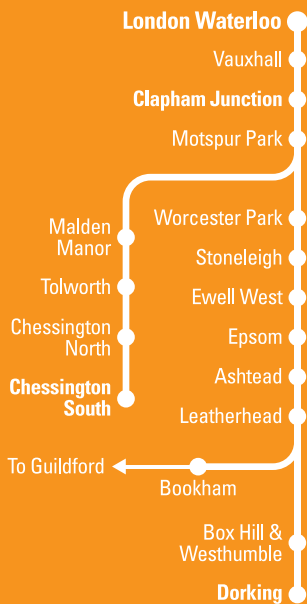 London Waterloo
Vauxhall
Clapham Junction
Motspur Park
Malden
Manor
Tolworth
Chessington
North
Chessington
South
Worcester Park
Stoneleigh
Ewell West
Epsom
Ashtead
Leatherhead
To Guildford
Bookham
Box Hill &
Westhumble
Dorking